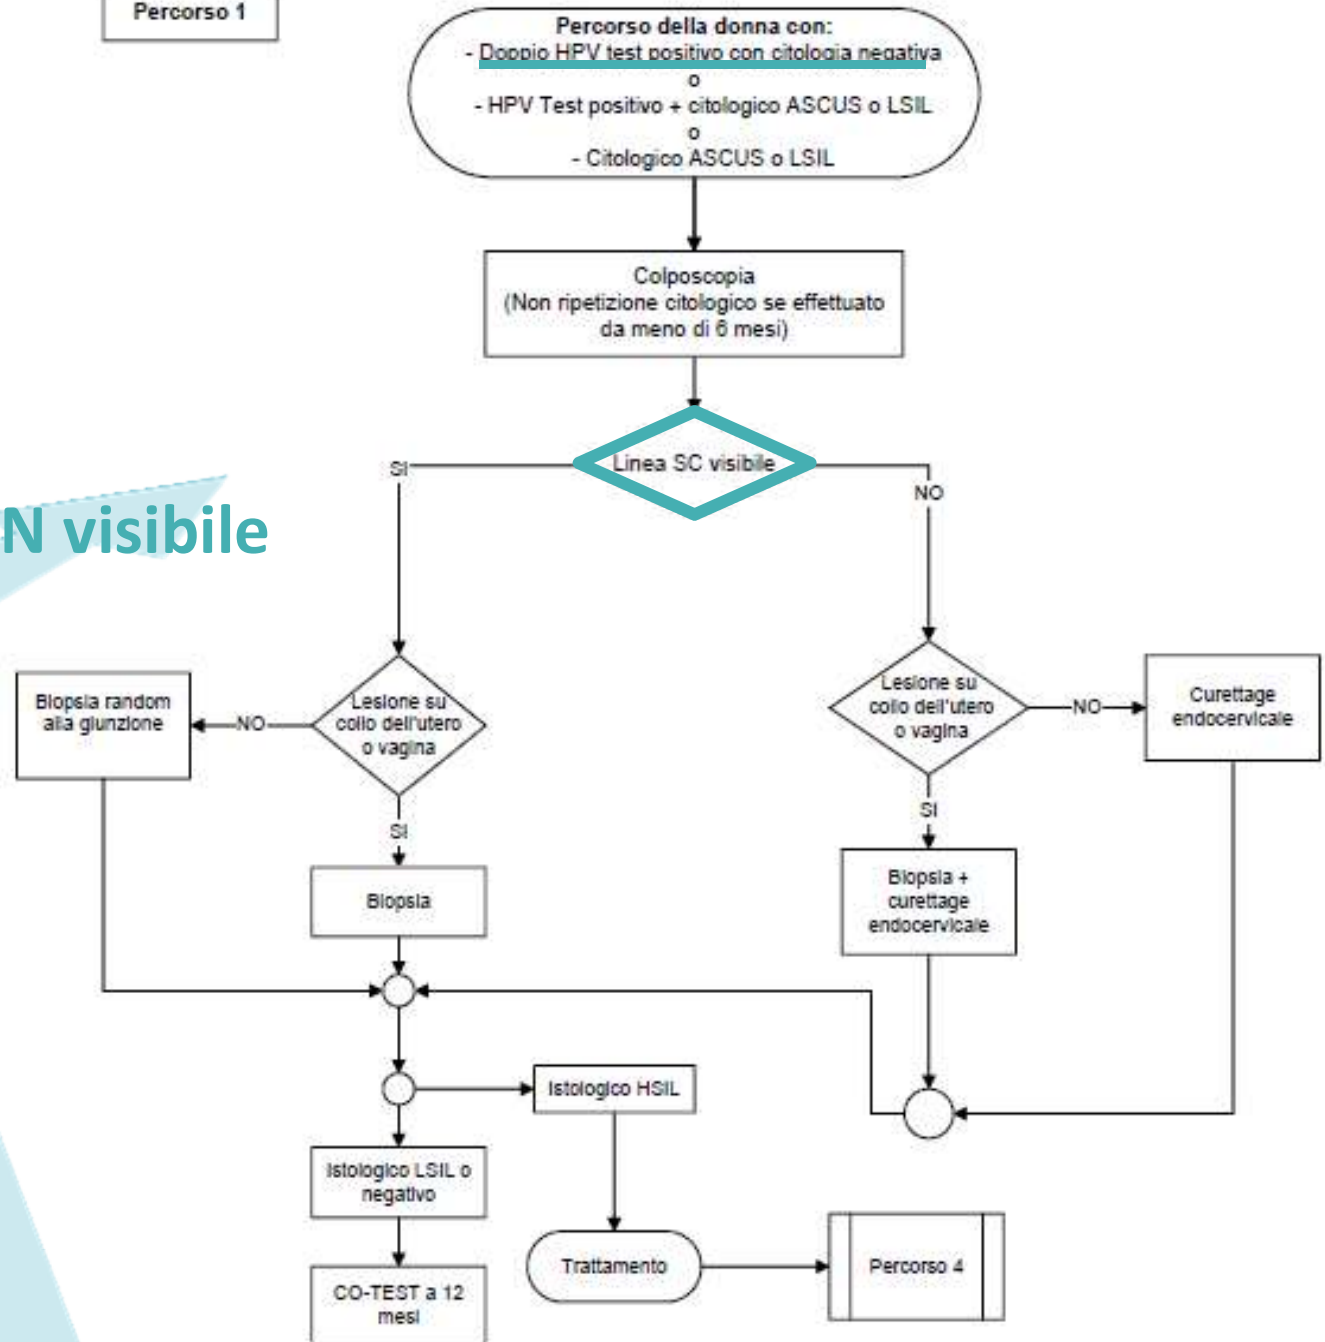 Percorso 1
Percorso della donna con:
- Doppio HPV test positivo con citologia negativa
o
- HPV Test positivo + citologico ASCUS o LSIL
o
- Citologico ASCUS o LSIL
Colposcopia
(Non ripetizione citologico se effettuato
da meno di 6 mesi)
Linea SC visibile
SI
NO
N visibile
Lesione su
collo dell'utero
o vagina
NO
Biopsia random
alla giunzione
SI
Biopsia
Lesione su
collo dell'utero
o vagina
NO
Curettage
endocervicale
SI
Biopsia +
curettage
endocervicale
Istologico HSIL
Istologico LSIL o
negativo
Trattamento
Percorso 4
CO-TEST a 12
mesi